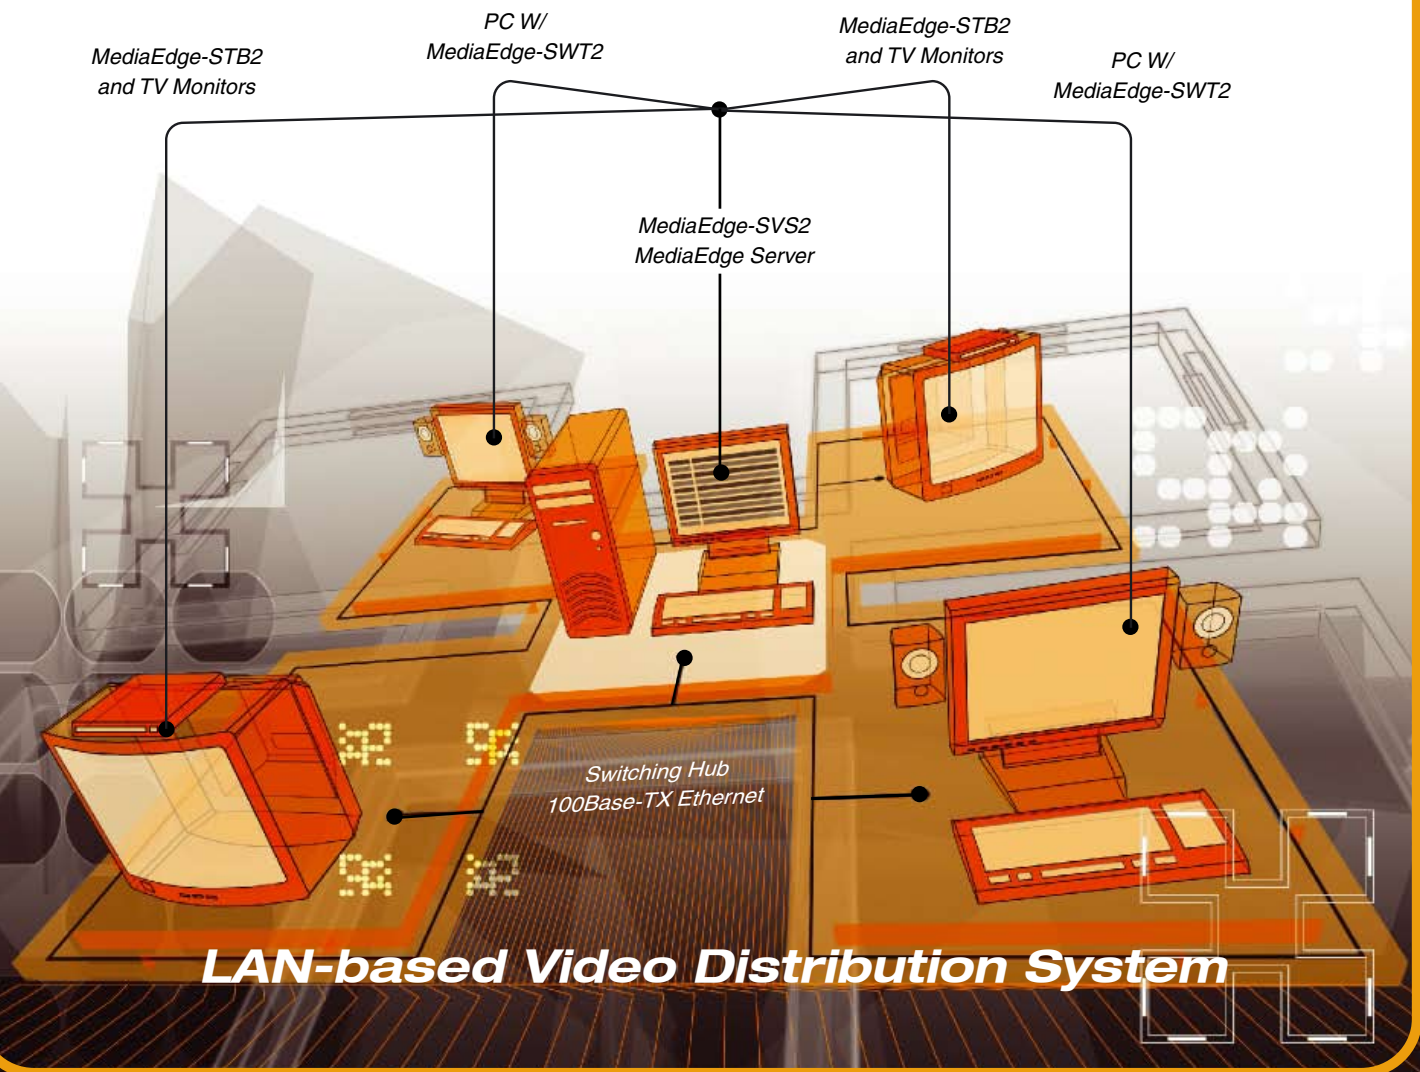 MediaEdge-STB2
and TV Monitors
PC W/
MediaEdge-SWT2
MediaEdge-STB2
and TV Monitors
PC W/
MediaEdge-SWT2
MediaEdge-SVS2
MediaEdge Server
Switching Hub
100Base-TX Ethernet
LAN-based Video Distribution System